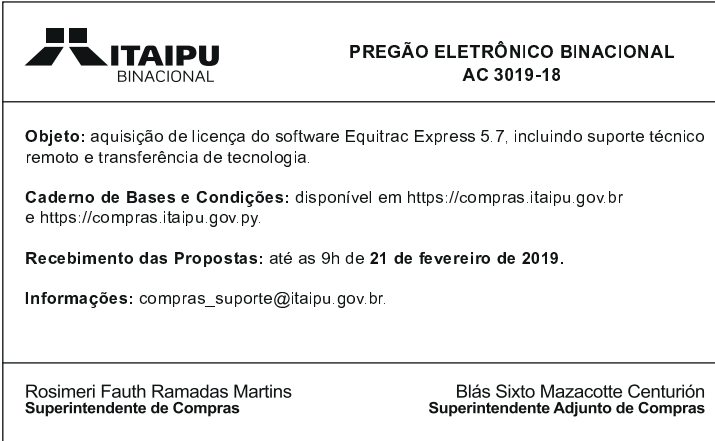 ITAIPU
BINACIONAL
PREGÃO ELETRÔNICO BINACIONAL
AC 3019-18
Objeto: aquisição de licença do software Equitrac Express 5.7, incluindo suporte técnico
remoto e transferência de tecnologia.
Caderno de Bases e Condições: disponível em https://compras.itaipu.gov.br
e https://compras.itaipu.gov.py.
Recebimento das Propostas: até as 9h de 21 de fevereiro de 2019.
Informações: compras_suporte@itaipu.gov.br.
Rosimeri Fauth Ramadas Martins
Superintendente de Compras
Blás Sixto Mazacotte Centurión
Superintendente Adjunto de Compras